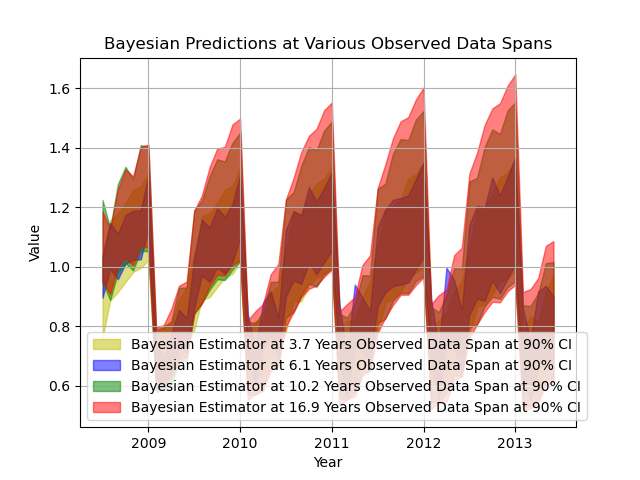 Bayesian Predictions at Various Observed Data Spans
1.6
1.4
1.2
1.0
0.8
0.6
Value
Bayesian Estimator at 3.7 Years Observed Data Span at 90% CI
Bayesian Estimator at 6.1 Years Observed Data Span at 90% CI
Bayesian Estimator at 10.2 Years Observed Data Span at 90% CI
Bayesian Estimator at 16.9 Years Observed Data Span at 90% CI
2009 2010 2011 2012 2013
Year